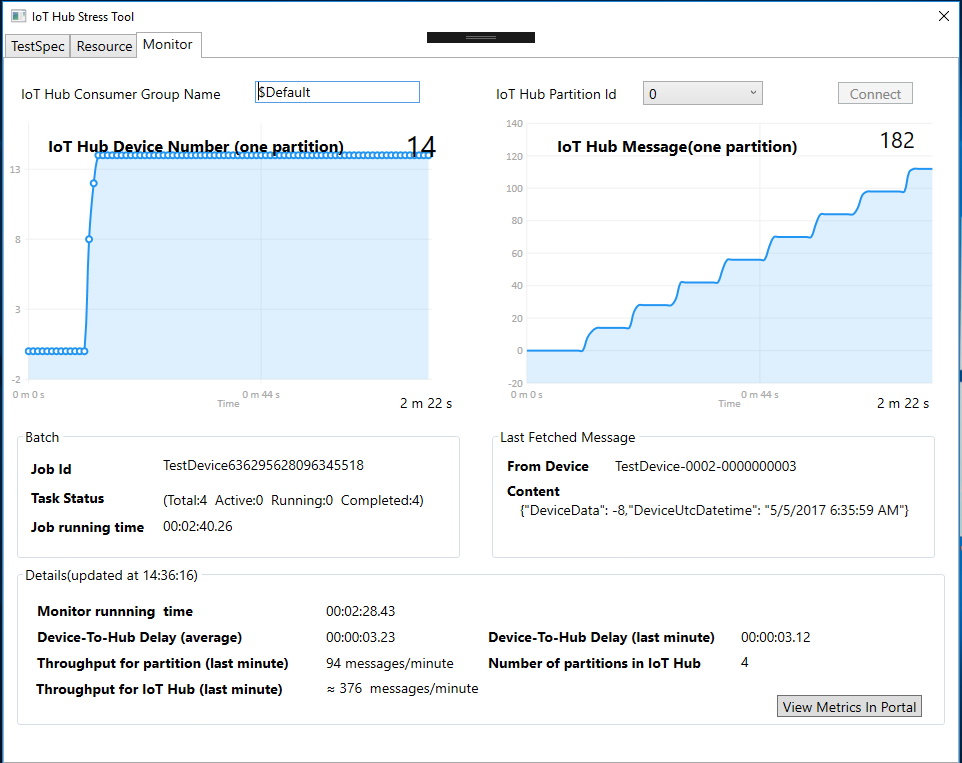 IoT Hub Stress Tool
TestSpec Resource Monitor
IoT Hub Consumer Group Name $Default IoT Hub Partition Id 0 Connect
IoT Hub Device Number (one partition) 14
13
8
3
-2
0 m 0 s 0 m 44 s
Time 2 m 22 s
140
IoT Hub Message(one partition) 182
120
100
80
60
40
20
0
-20
0 m 0 s 0 m 44 s
Time 2 m 22 s
Batch
Job Id TestDevice636295628096345518
Task Status (Total:4 Active:0 Running:0 Completed:4)
Job running time 00:02:40.26
Last Fetched Message
From Device TestDevice-0002-0000000003
Content
{"DeviceData": -8,"DeviceUtcDatetime": "5/5/2017 6:35:59 AM"}
Details(updated at 14:36:16)
Monitor runnning time 00:02:28.43
Device-To-Hub Delay (average) 00:00:03.23 Device-To-Hub Delay (last minute) 00:00:03.12
Throughput for partition (last minute) 94 messages/minute Number of partitions in IoT Hub 4
Throughput for IoT Hub (last minute) ≈ 376 messages/minute
View Metrics In Portal